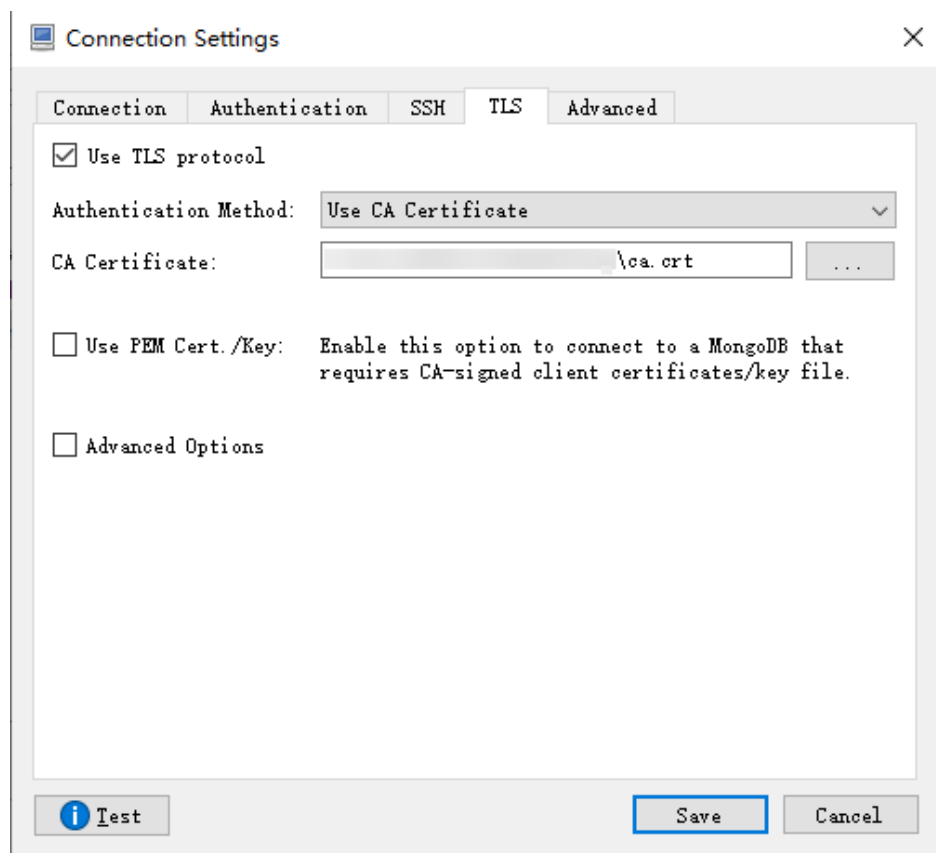 Connection Settings
Connection Authentication SSH TLS Advanced
Use TLS protocol
Authentication Method: Use CA Certificate
CA Certificate: \ca.crt ...
Use PEM Cert./Key: Enable this option to connect to a MongoDB that
requires CA-signed client certificates/key file.
Advanced Options
Test Save Cancel